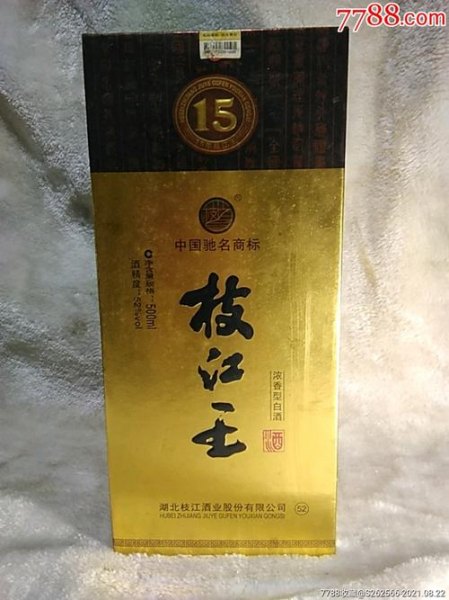 7788.com
15
中国驰名商标
净含量规格：500ml
酒精度：52%vol
枝江王
浓香型白酒
酒
湖北枝江酒业股份有限公司
HUBEI ZHIJIANG JIUYE GUFEN YOUXIAN GONGSI
52
7788收藏@S262566 2021.08.22